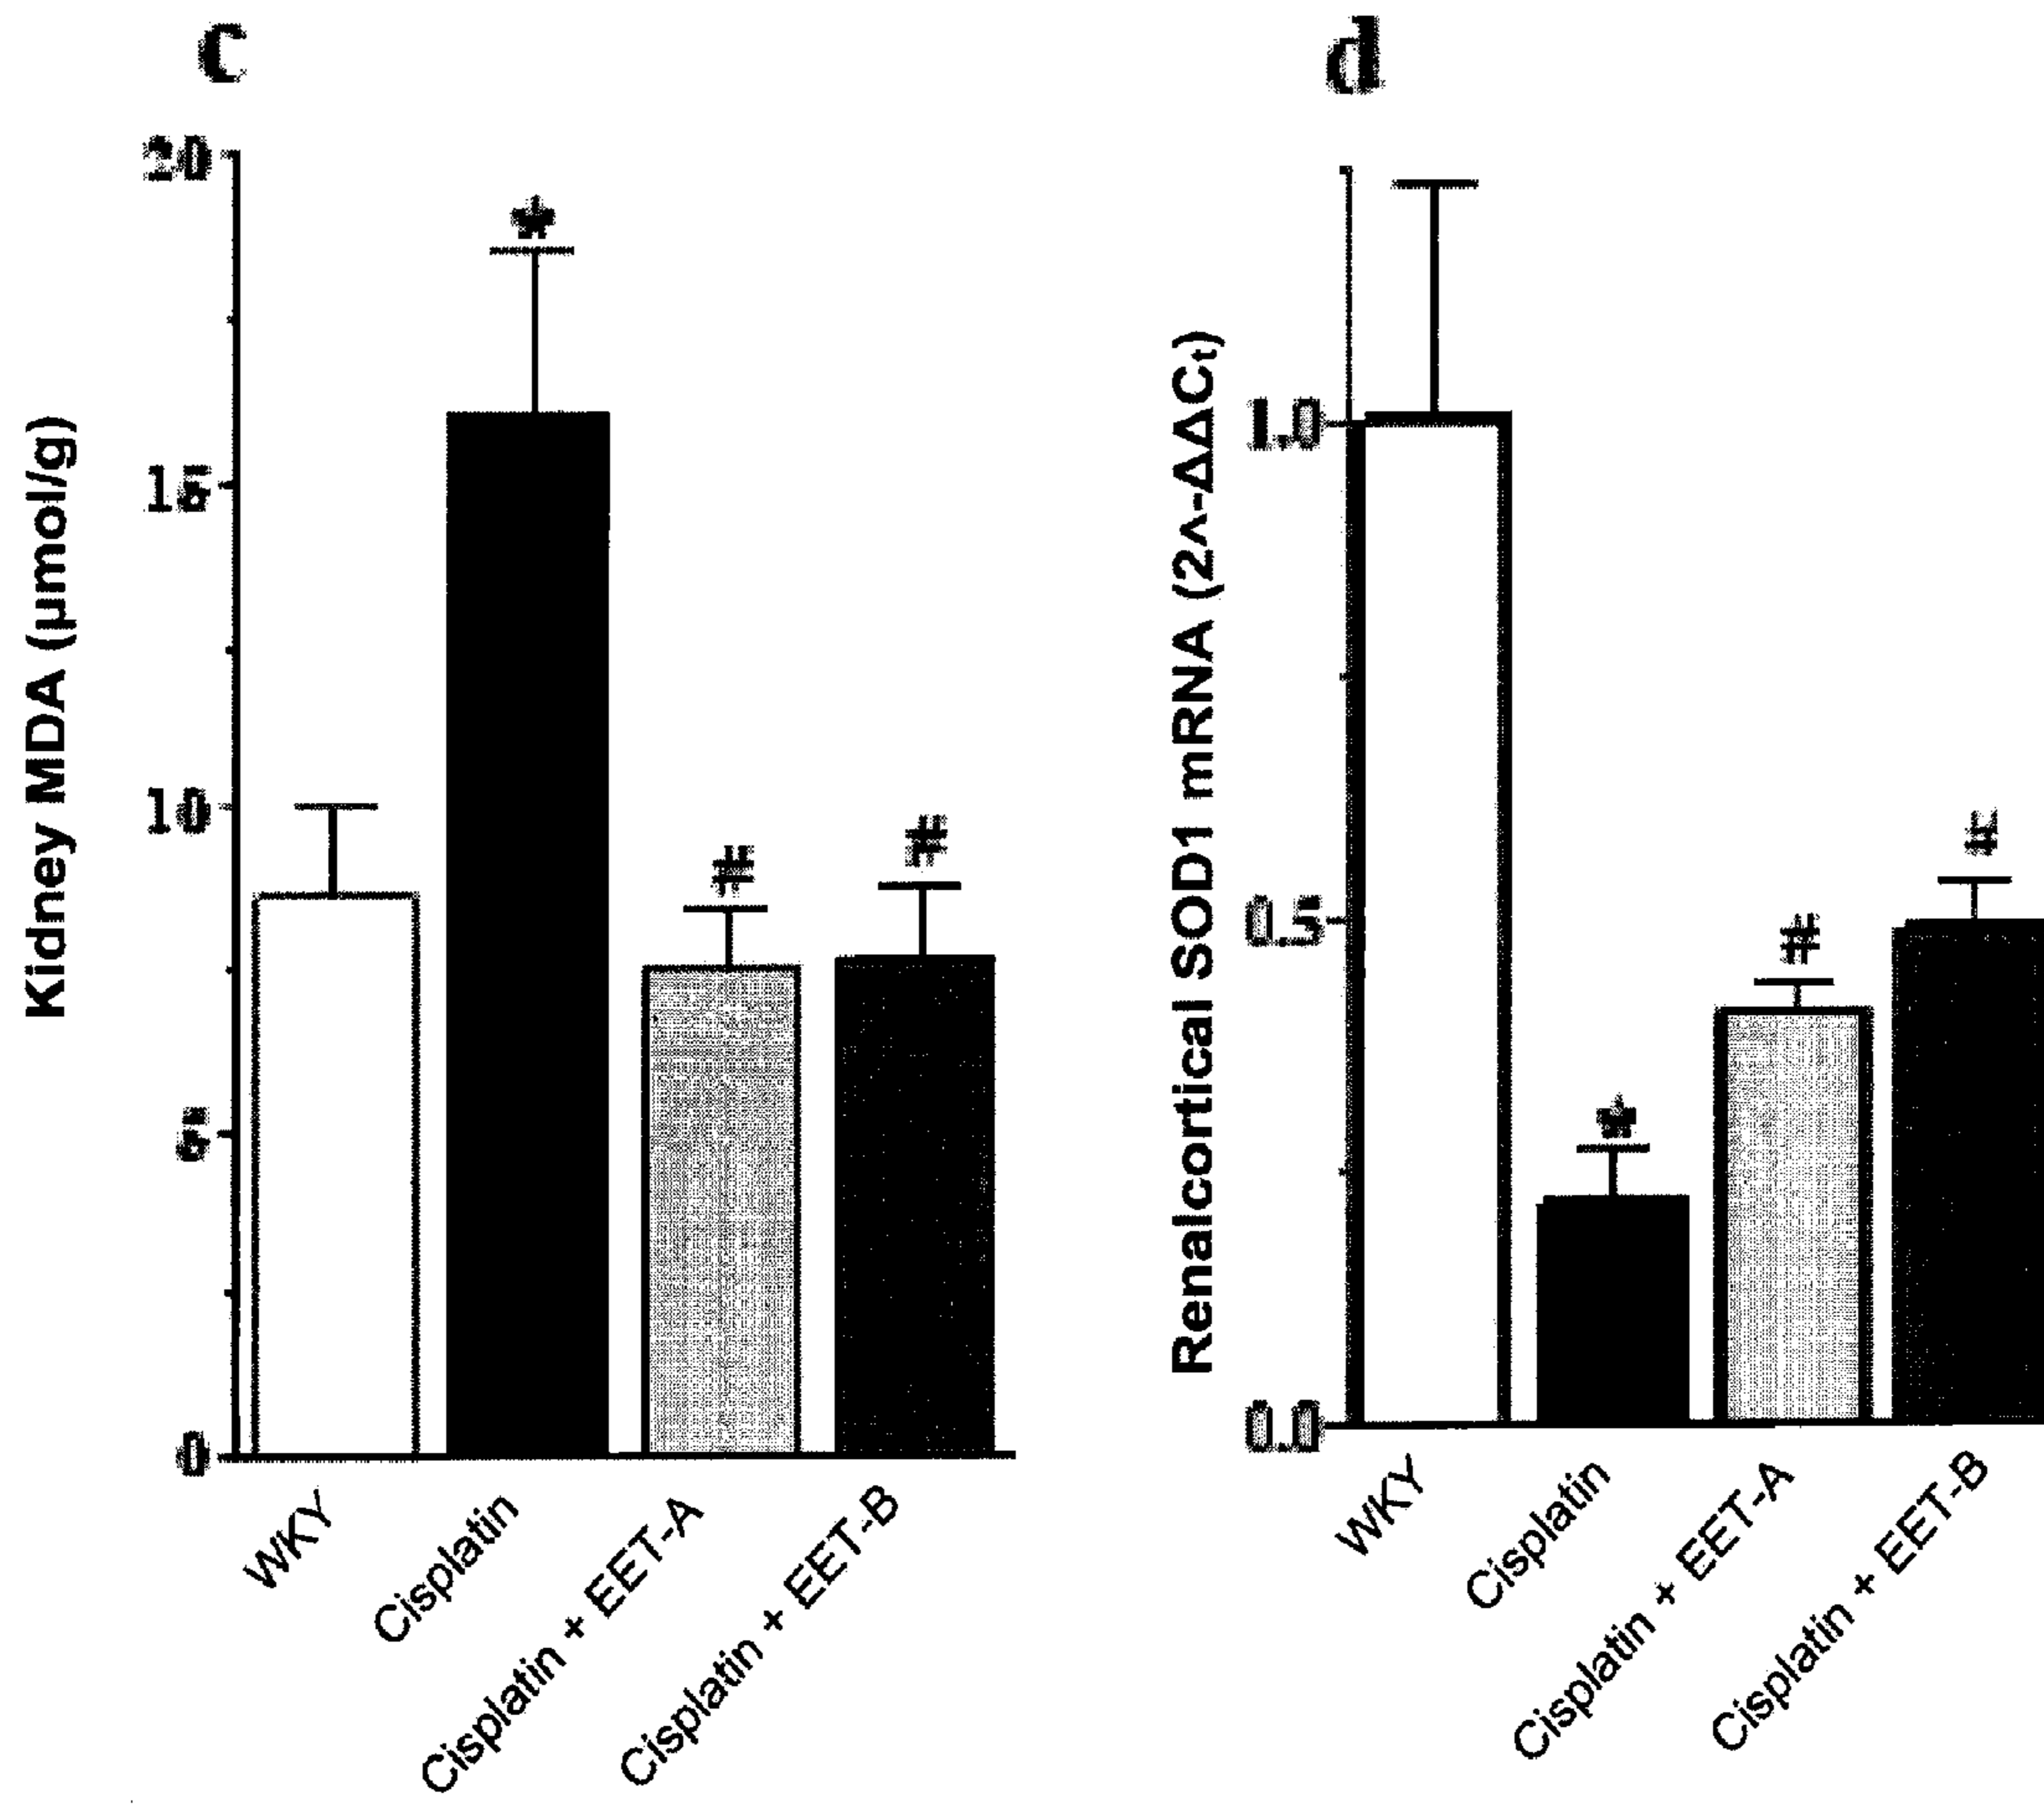 c
Kidney MDA (µmol/g)
20
15
10
5
0
*
#
#
WKY
Cisplatin
Cisplatin + EET-A
Cisplatin + EET-B
d
Renalcortical SOD1 mRNA (2^-ΔΔCt)
1.0
0.5
0.0
*
#
#
WKY
Cisplatin
Cisplatin + EET-A
Cisplatin + EET-B